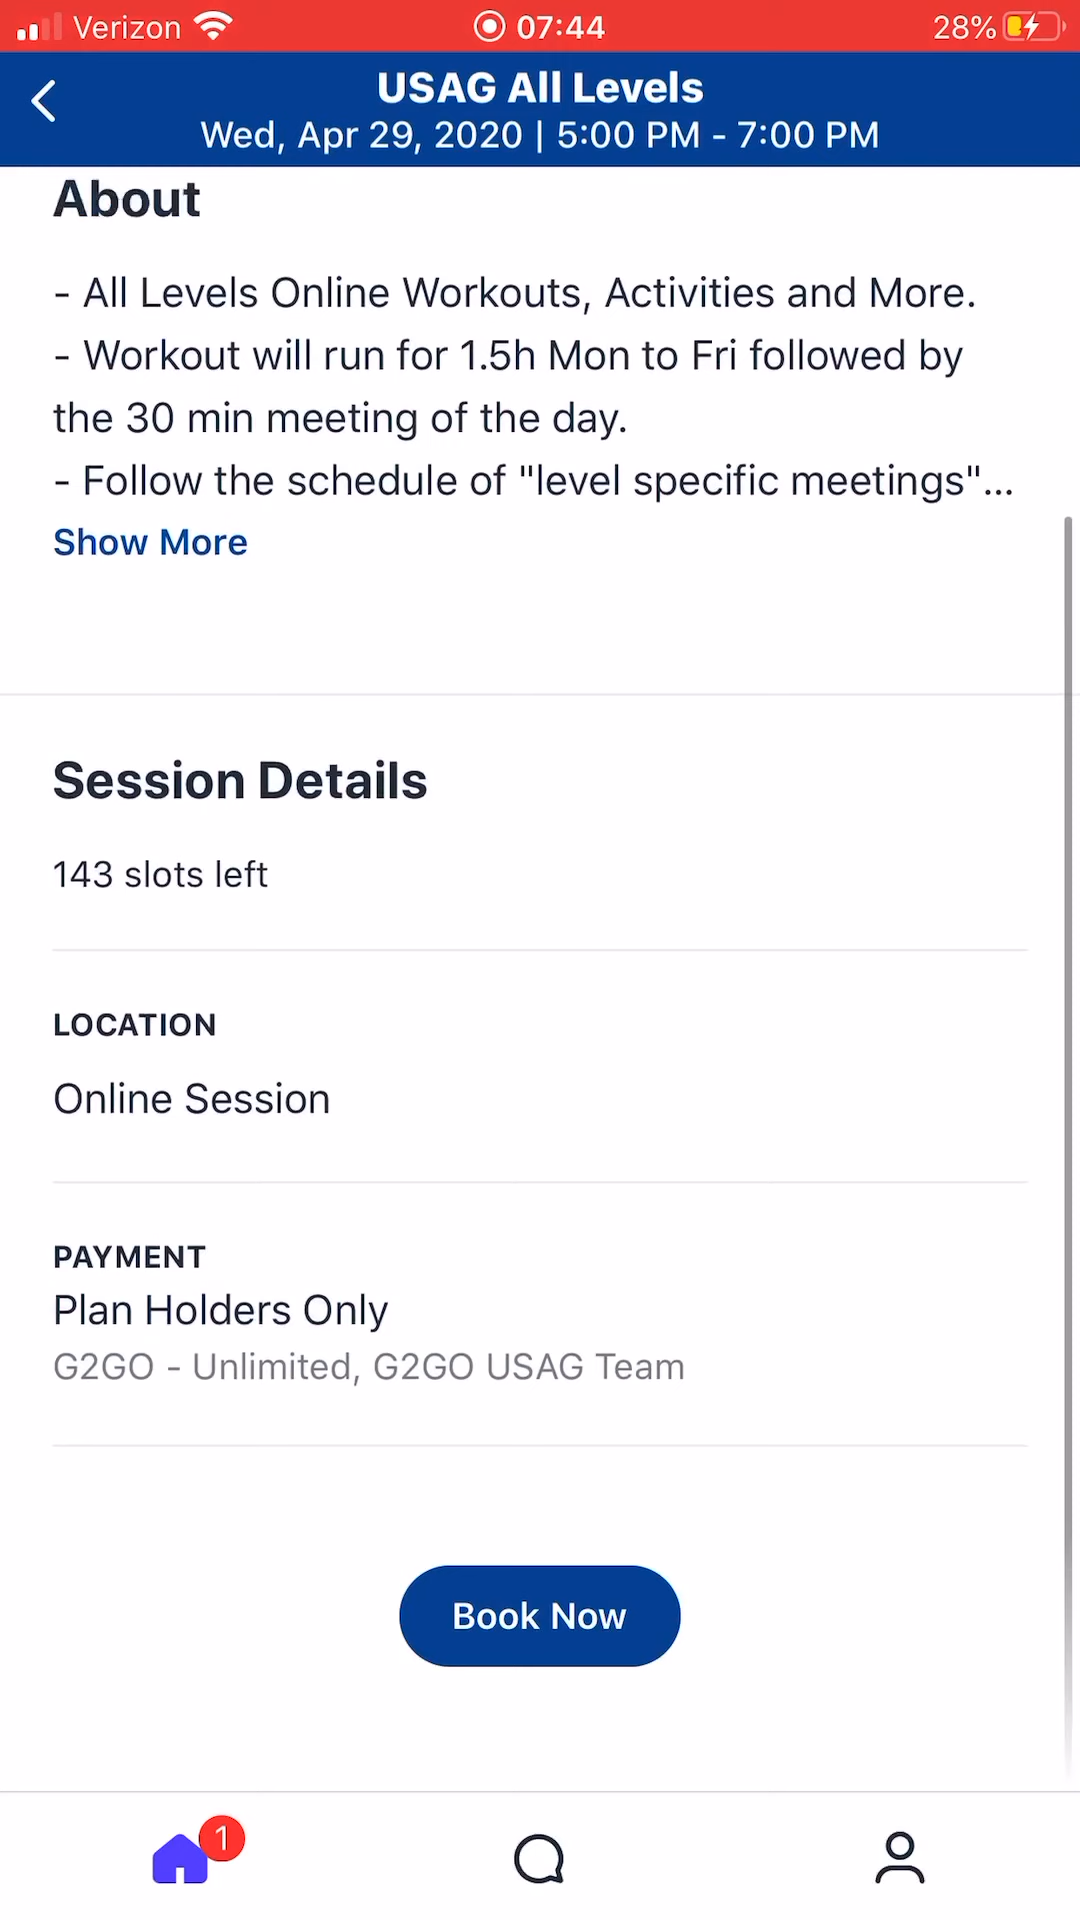 Verizon 07:44 28%
USAG All Levels
Wed, Apr 29, 2020 | 5:00 PM - 7:00 PM
About
- All Levels Online Workouts, Activities and More.
- Workout will run for 1.5h Mon to Fri followed by
the 30 min meeting of the day.
- Follow the schedule of "level specific meetings"...
Show More
Session Details
143 slots left
LOCATION
Online Session
PAYMENT
Plan Holders Only
G2GO - Unlimited, G2GO USAG Team
Book Now
1